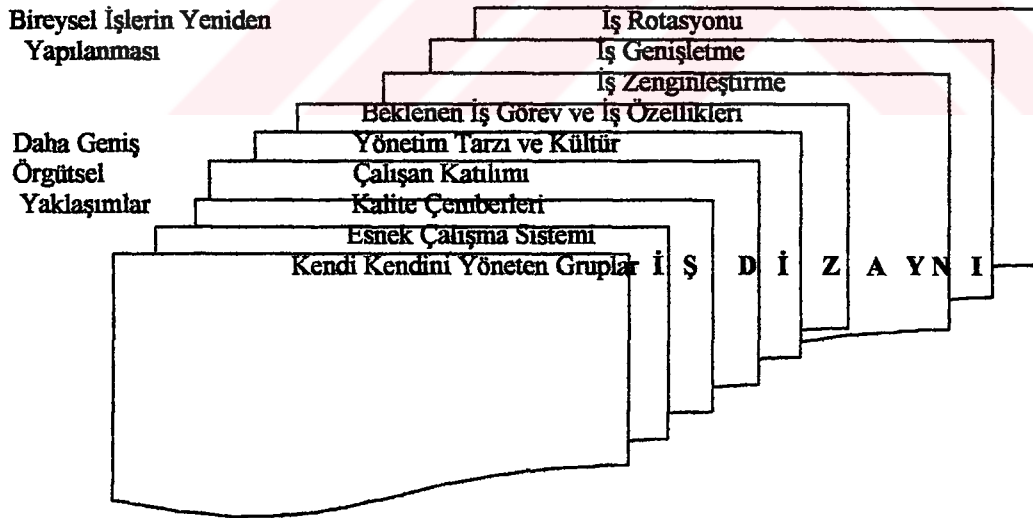 Bireysel İşlerin Yeniden
Yapılanması
İş Rotasyonu
İş Genişletme
İş Zenginleştirme
Beklenen İş Görev ve İş Özellikleri
Daha Geniş
Örgütsel
Yaklaşımlar
Yönetim Tarzı ve Kültür
Çalışan Katılımı
Kalite Çemberleri
Esnek Çalışma Sistemi
Kendi Kendini Yöneten Gruplar
İ Ş D İ Z A Y N I